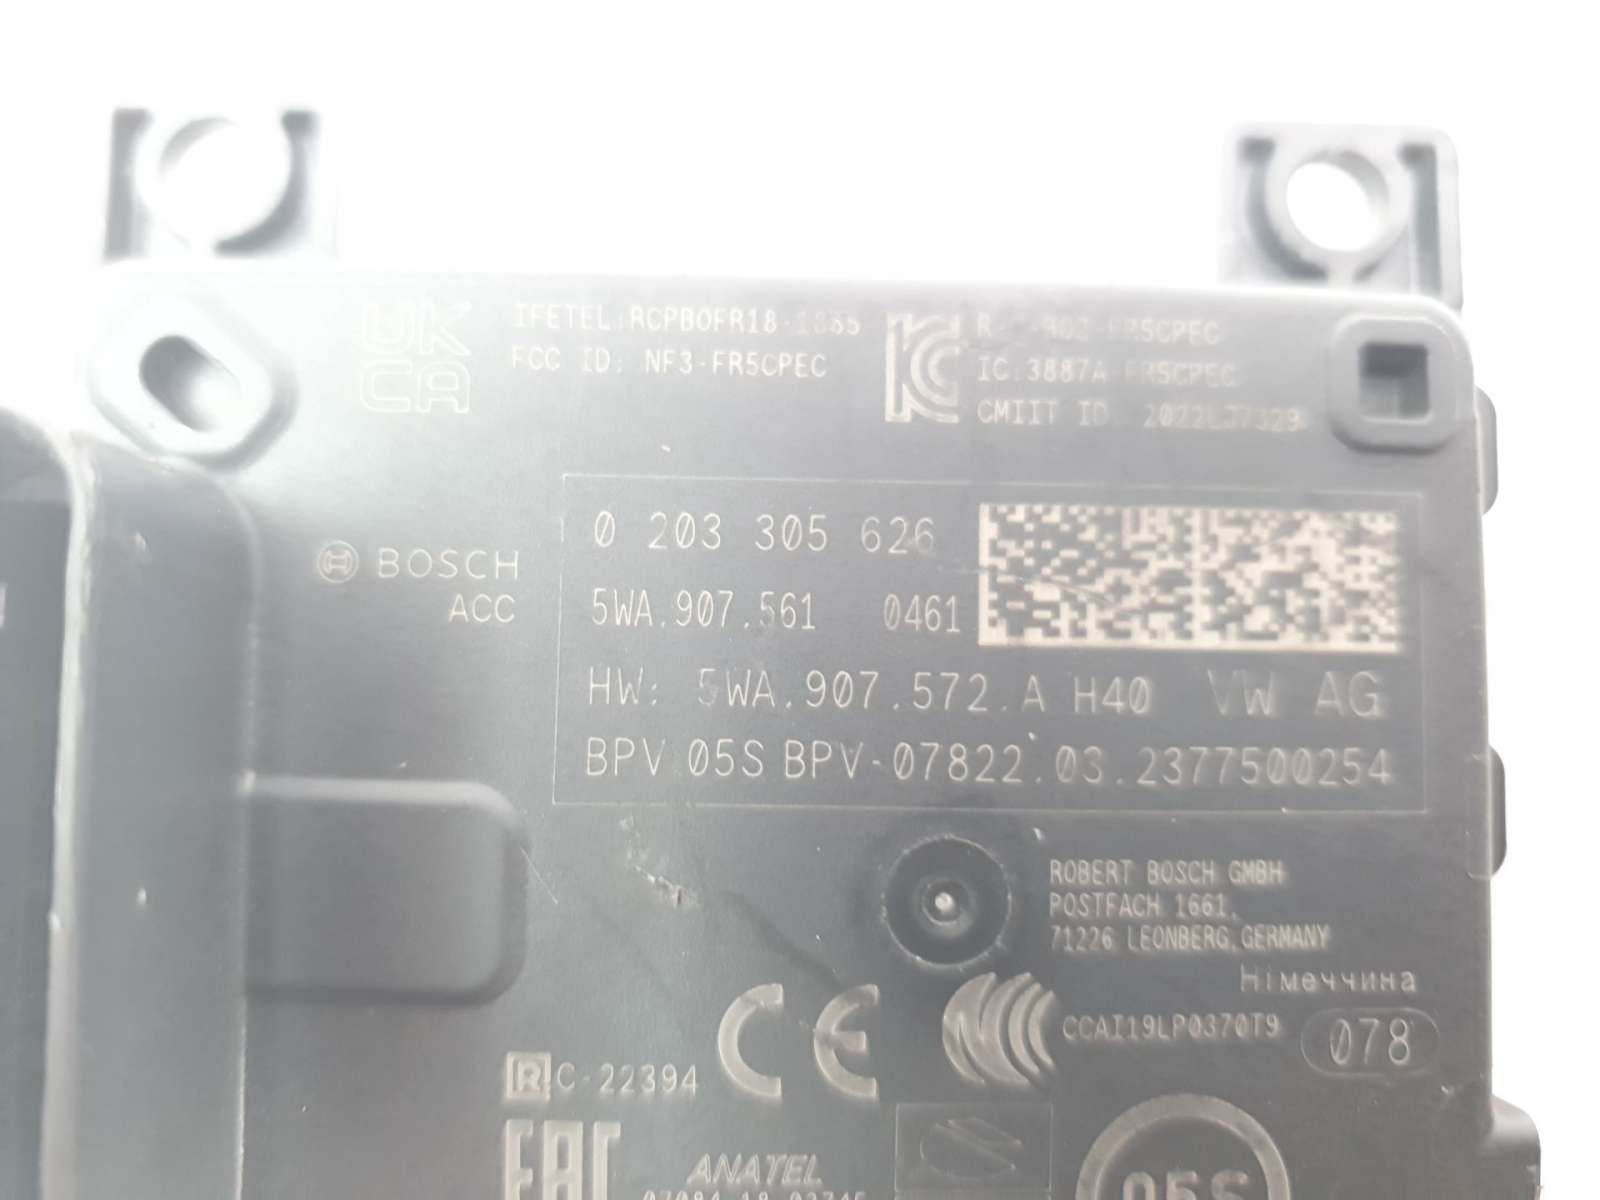 UK
CA
IFETEL: RCPBOFR18-1885
FCC ID: NF3-FR5CPEC
FR5CPEC
IC:3887A-FR5CPEC
CMIIT ID:
BOSCH
ACC
0 203 305 626
5WA.907.561 0461
HW: 5WA.907.572.A H40 VW AG
BPV 05S BPV-07822.03.2377500254
ROBERT BOSCH GMBH
POSTFACH 1661,
71226 LEONBERG,GERMANY
Німеччина
CCAI19LP0370T9
078
R C-22394
CE
EAC
ANATEL
05S